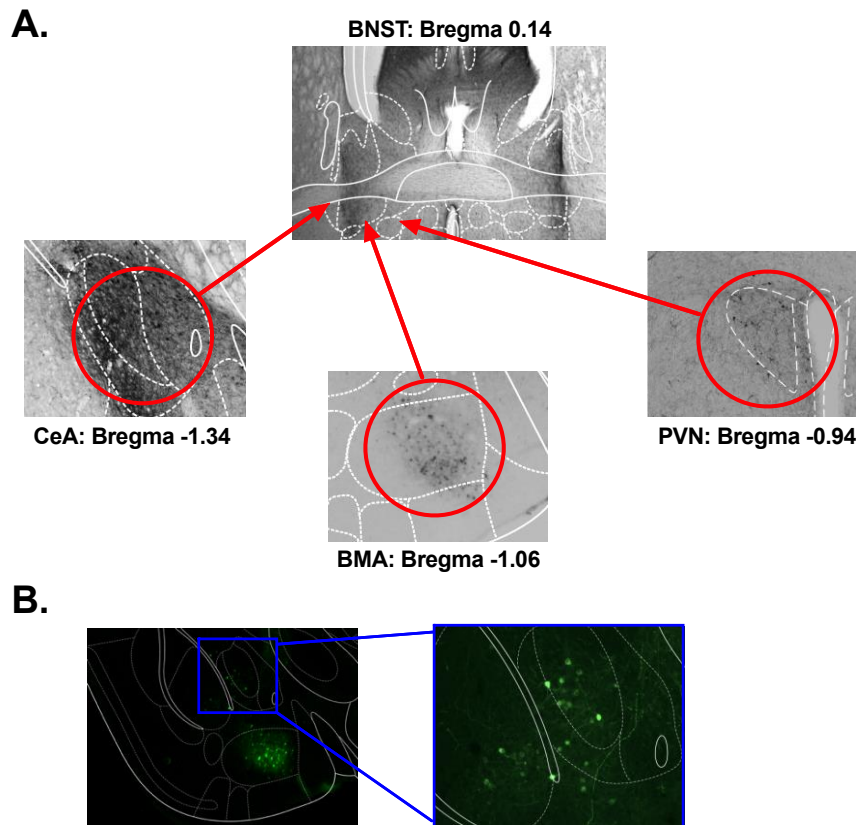 A.
BNST: Bregma 0.14
CeA: Bregma -1.34
PVN: Bregma -0.94
BMA: Bregma -1.06
B.